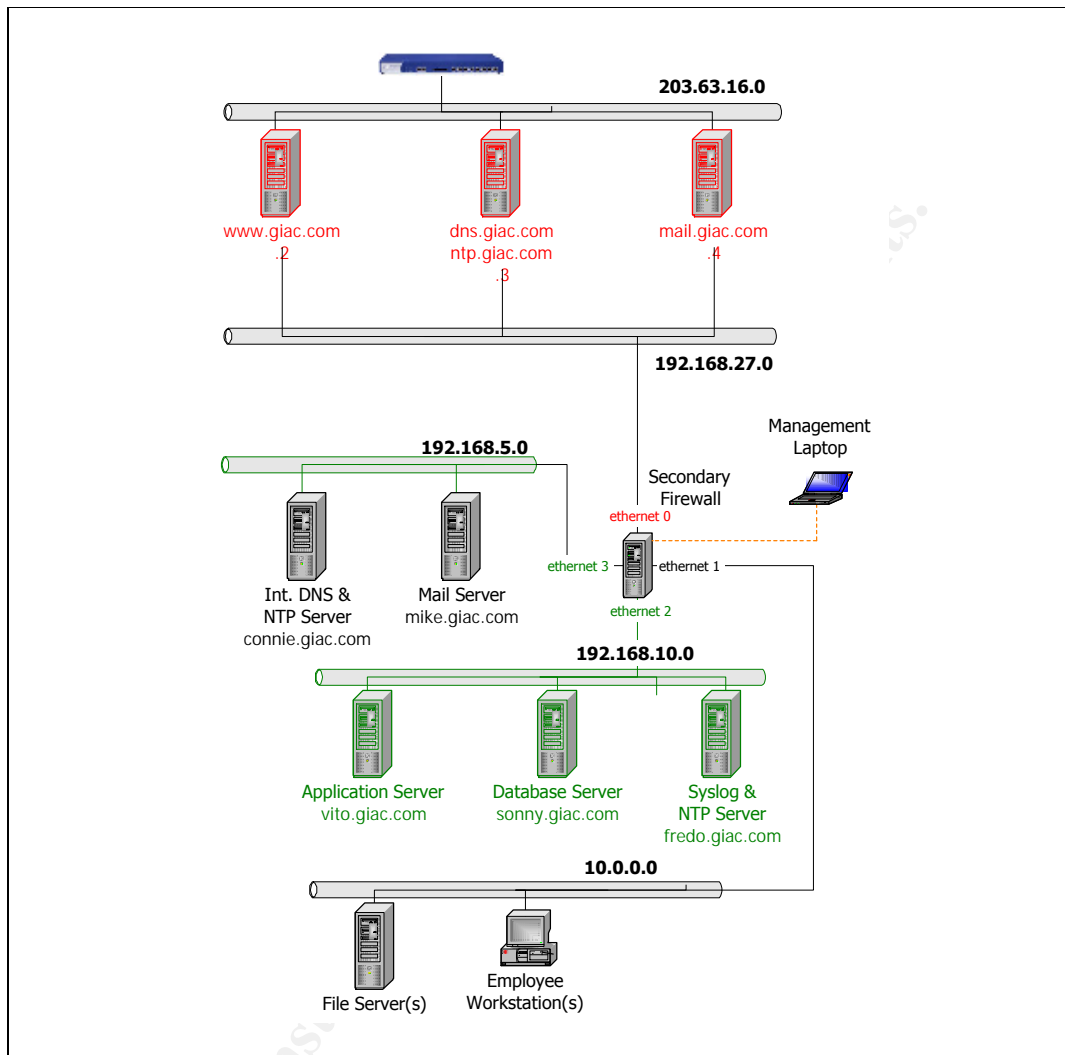 203.63.16.0
www.giac.com
.2
dns.giac.com
ntp.giac.com
.3
mail.giac.com
.4
192.168.27.0
Management
Laptop
192.168.5.0
Secondary
Firewall
ethernet 0
ethernet 3
ethernet 1
ethernet 2
Int. DNS &
NTP Server
connie.giac.com
Mail Server
mike.giac.com
192.168.10.0
Application Server
vito.giac.com
Database Server
sonny.giac.com
Syslog &
NTP Server
fredo.giac.com
10.0.0.0
File Server(s)
Employee
Workstation(s)